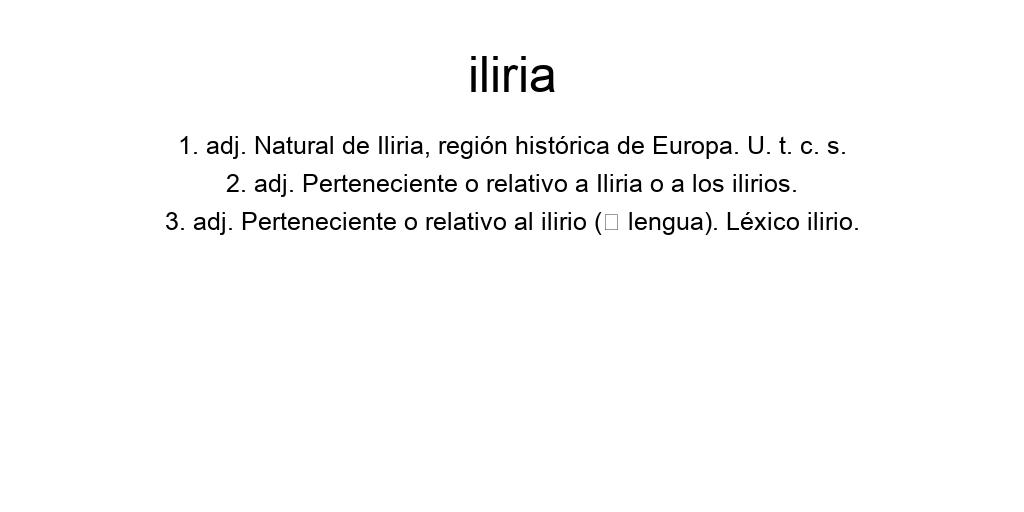 iliria
1. adj. Natural de Iliria, región histórica de Europa. U. t. c. s.
2. adj. Perteneciente o relativo a Iliria o a los ilirios.
3. adj. Perteneciente o relativo al ilirio (□ lengua). Léxico ilirio.